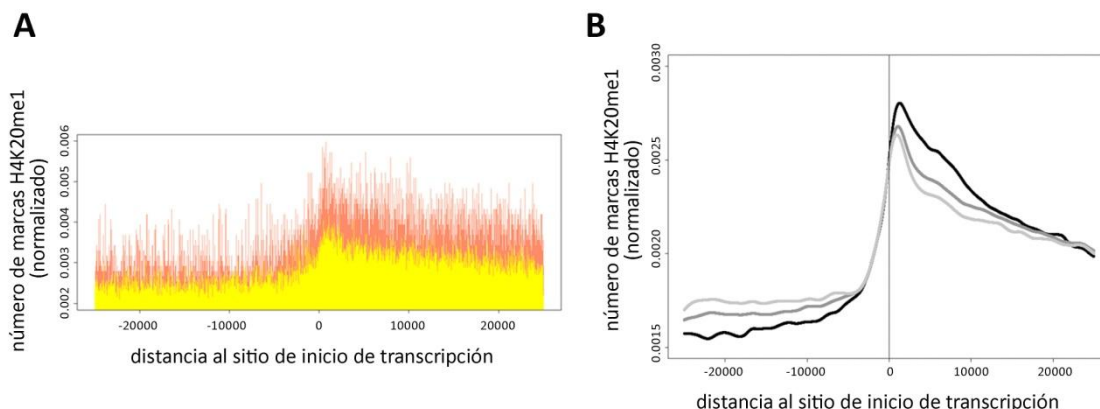 A
número de marcas H4K20me1
(normalizado)
0.006
0.005
0.004
0.003
0.002
-20000 -10000 0 10000 20000
distancia al sitio de inicio de transcripción
B
número de marcas H4K20me1
(normalizado)
0.0030
0.0025
0.0020
0.0015
-20000 -10000 0 10000 20000
distancia al sitio de inicio de transcripción